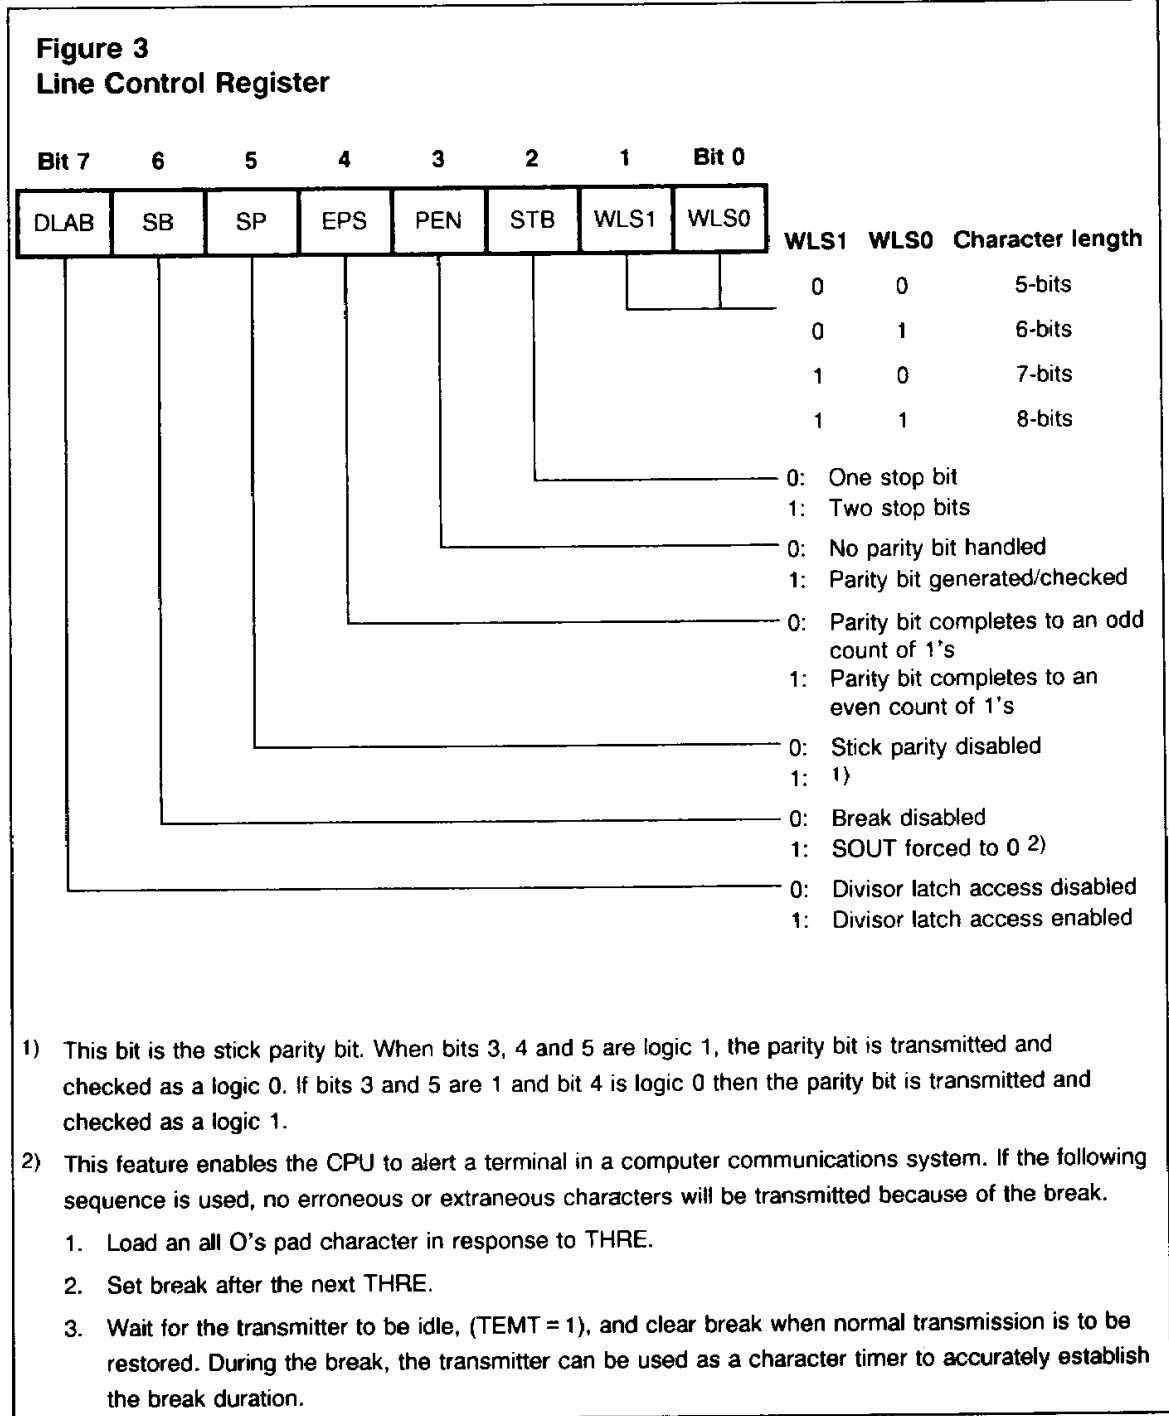 Figure 3
Line Control Register
Bit 7 6 5 4 3 2 1 Bit 0
DLAB SB SP EPS PEN STB WLS1 WLS0
WLS1 WLS0 Character length
0 0 5-bits
0 1 6-bits
1 0 7-bits
1 1 8-bits
0: One stop bit
1: Two stop bits
0: No parity bit handled
1: Parity bit generated/checked
0: Parity bit completes to an odd
count of 1's
1: Parity bit completes to an
even count of 1's
0: Stick parity disabled
1: 1)
0: Break disabled
1: SOUT forced to 0 2)
0: Divisor latch access disabled
1: Divisor latch access enabled
1) This bit is the stick parity bit. When bits 3, 4 and 5 are logic 1, the parity bit is transmitted and
checked as a logic 0. If bits 3 and 5 are 1 and bit 4 is logic 0 then the parity bit is transmitted and
checked as a logic 1.
2) This feature enables the CPU to alert a terminal in a computer communications system. If the following
sequence is used, no erroneous or extraneous characters will be transmitted because of the break.
1. Load an all O's pad character in response to THRE.
2. Set break after the next THRE.
3. Wait for the transmitter to be idle, (TEMT = 1), and clear break when normal transmission is to be
restored. During the break, the transmitter can be used as a character timer to accurately establish
the break duration.